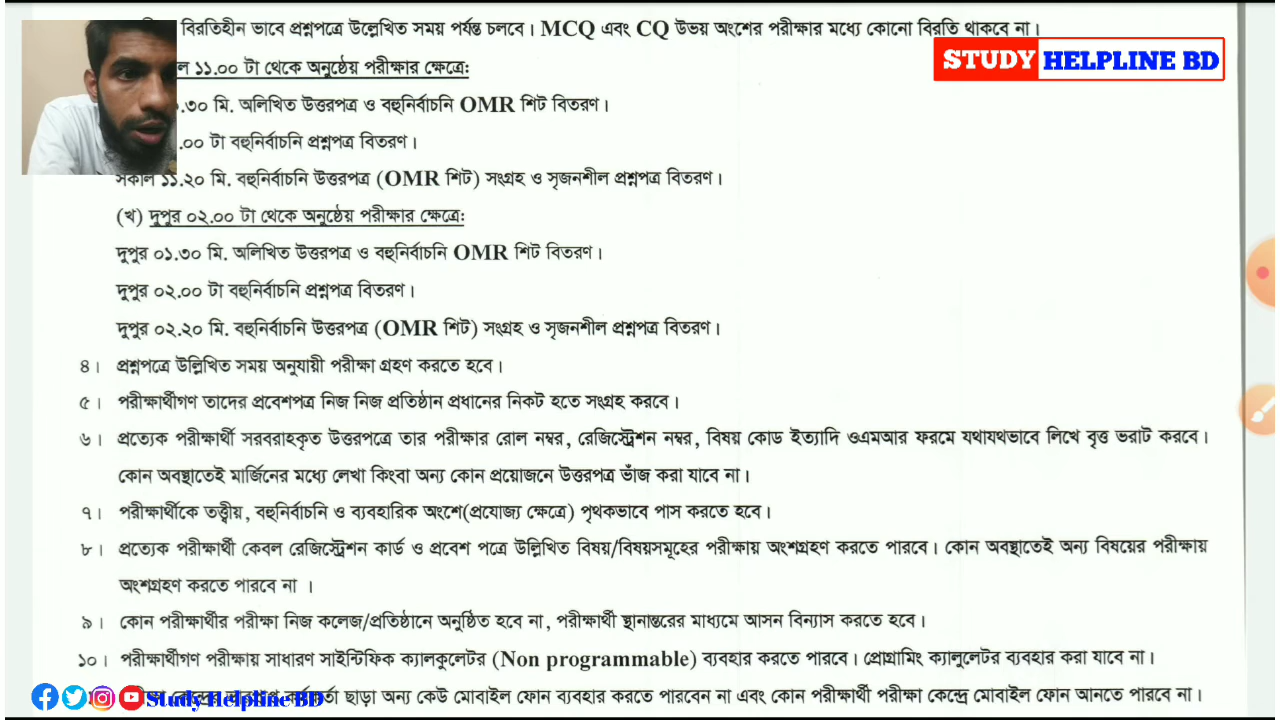 বিরতিহীন ভাবে প্রশ্নপত্রে উল্লেখিত সময় পর্যন্ত চলবে। MCQ এবং CQ উভয় অংশের পরীক্ষার মধ্যে কোনো বিরতি থাকবে না।
STUDY HELPLINE BD
১১.০০ টা থেকে অনুষ্ঠেয় পরীক্ষার ক্ষেত্রে:
.৩০ মি. অলিখিত উত্তরপত্র ও বহুনির্বাচনি OMR শিট বিতরণ।
.০০ টা বহুনির্বাচনি প্রশ্নপত্র বিতরণ।
সকাল ১১.২০ মি. বহুনির্বাচনি উত্তরপত্র (OMR শিট) সংগ্রহ ও সৃজনশীল প্রশ্নপত্র বিতরণ।
(খ) দুপুর ০২.০০ টা থেকে অনুষ্ঠেয় পরীক্ষার ক্ষেত্রে:
দুপুর ০১.৩০ মি. অলিখিত উত্তরপত্র ও বহুনির্বাচনি OMR শিট বিতরণ।
দুপুর ০২.০০ টা বহুনির্বাচনি প্রশ্নপত্র বিতরণ।
দুপুর ০২.২০ মি. বহুনির্বাচনি উত্তরপত্র (OMR শিট) সংগ্রহ ও সৃজনশীল প্রশ্নপত্র বিতরণ।
৪। প্রশ্নপত্রে উল্লিখিত সময় অনুযায়ী পরীক্ষা গ্রহণ করতে হবে।
৫। পরীক্ষার্থীগণ তাদের প্রবেশপত্র নিজ নিজ প্রতিষ্ঠান প্রধানের নিকট হতে সংগ্রহ করবে।
৬। প্রত্যেক পরীক্ষার্থী সরবরাহকৃত উত্তরপত্রে তার পরীক্ষার রোল নম্বর, রেজিস্ট্রেশন নম্বর, বিষয় কোড ইত্যাদি ওএমআর ফরমে যথাযথভাবে লিখে বৃত্ত ভরাট করবে।
কোন অবস্থাতেই মার্জিনের মধ্যে লেখা কিংবা অন্য কোন প্রয়োজনে উত্তরপত্র ভাঁজ করা যাবে না।
৭। পরীক্ষার্থীকে তত্ত্বীয়, বহুনির্বাচনি ও ব্যবহারিক অংশে(প্রযোজ্য ক্ষেত্রে) পৃথকভাবে পাস করতে হবে।
৮। প্রত্যেক পরীক্ষার্থী কেবল রেজিস্ট্রেশন কার্ড ও প্রবেশ পত্রে উল্লিখিত বিষয়/বিষয়সমূহের পরীক্ষায় অংশগ্রহণ করতে পারবে। কোন অবস্থাতেই অন্য বিষয়ের পরীক্ষায়
অংশগ্রহণ করতে পারবে না ।
৯। কোন পরীক্ষার্থীর পরীক্ষা নিজ কলেজ/প্রতিষ্ঠানে অনুষ্ঠিত হবে না, পরীক্ষার্থী স্থানান্তরের মাধ্যমে আসন বিন্যাস করতে হবে।
১০। পরীক্ষার্থীগণ পরীক্ষায় সাধারণ সাইন্টিফিক ক্যালকুলেটর (Non programmable) ব্যবহার করতে পারবে। প্রোগ্রামিং ক্যালুলেটর ব্যবহার করা যাবে না।
ছাড়া অন্য কেউ মোবাইল ফোন ব্যবহার করতে পারবেন না এবং কোন পরীক্ষার্থী পরীক্ষা কেন্দ্রে মোবাইল ফোন আনতে পারবে না।
Study Helpline BD